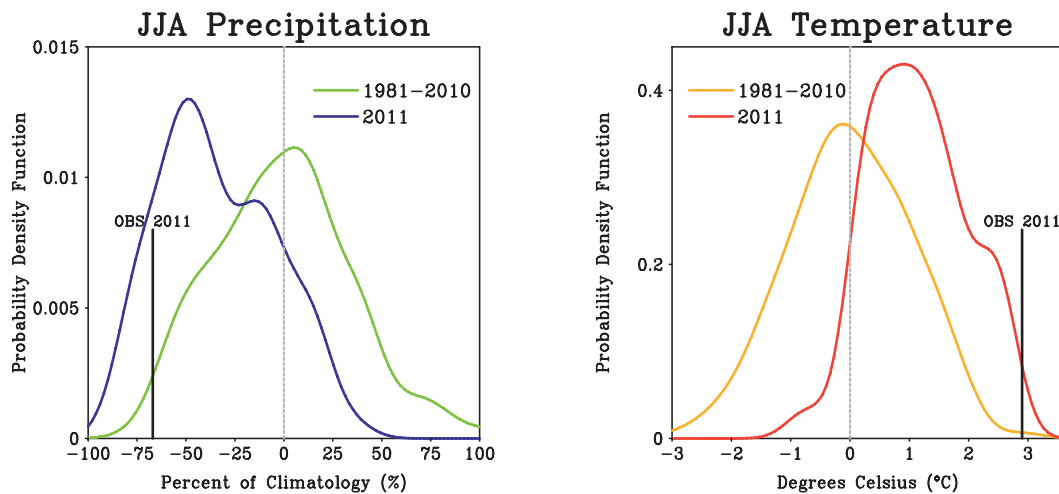 JJA Precipitation
Probability Density Function
0.015
0.01
0.005
0
1981-2010
2011
OBS 2011
-100 -75 -50 -25 0 25 50 75 100
Percent of Climatology (%)
JJA Temperature
Probability Density Function
0.4
0.2
0
1981-2010
2011
OBS 2011
-3 -2 -1 0 1 2 3
Degrees Celsius (°C)